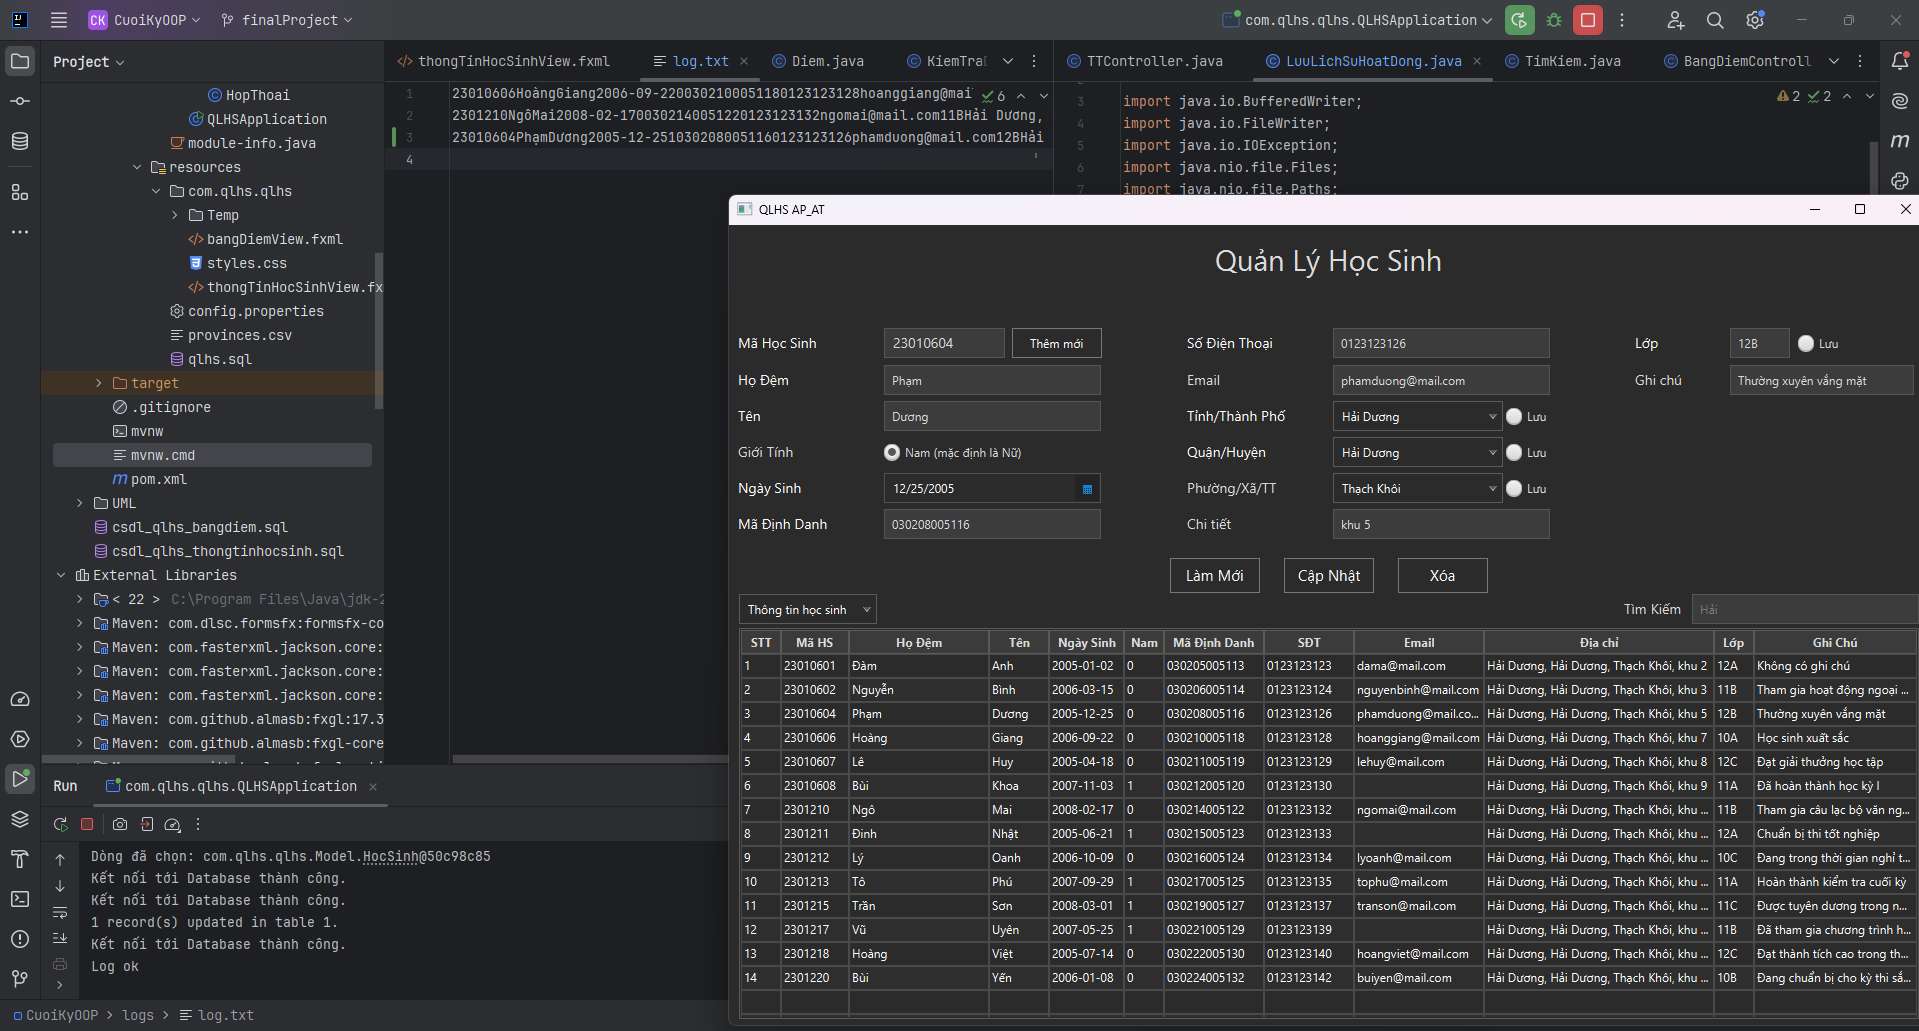 CK CuoiKyOOP finalProject com.qlhs.qlhs.QLHSApplication
Project
HopThoai
QLHSApplication
module-info.java
resources
com.qlhs.qlhs
Temp
bangDiemView.fxml
styles.css
thongTinHocSinhView.fx
config.properties
provinces.csv
qlhs.sql
target
.gitignore
mvnw
mvnw.cmd
pom.xml
UML
csdl_qlhs_bangdiem.sql
csdl_qlhs_thongtinhocsinh.sql
External Libraries
< 22 > C:\Program Files\Java\jdk-2
Maven: com.dlsc.formsfx:formsfx-co
Maven: com.fasterxml.jackson.core:
Maven: com.fasterxml.jackson.core:
Maven: com.fasterxml.jackson.core:
Maven: com.github.almasb:fxgl:17.3
Maven: com.github.almasb:fxgl-core
thongTinHocSinhView.fxml log.txt Diem.java KiemTraD
1 23010606HoàngGiang2006-09-2200302100051180123123128hoanggiang@mai 6
2 2301210NgôMai2008-02-1700302140051220123123132ngomai@mail.com11BHải Dương,
3 23010604PhạmDương2005-12-2510302080051160123123126phamduong@mail.com12BHải
4
TTController.java LuuLichSuHoatDong.java TimKiem.java BangDiemControll
2 2
3 import java.io.BufferedWriter;
4 import java.io.FileWriter;
5 import java.io.IOException;
6 import java.nio.file.Files;
7 import java.nio.file.Paths;
QLHS AP_AT
Quản Lý Học Sinh
Mã Học Sinh 23010604 Thêm mới Số Điện Thoại 0123123126 Lớp 12B Lưu
Họ Đệm Phạm Email phamduong@mail.com Ghi chú Thường xuyên vắng mặt
Tên Dương Tỉnh/Thành Phố Hải Dương Lưu
Giới Tính Nam (mặc định là Nữ) Quận/Huyện Hải Dương Lưu
Ngày Sinh 12/25/2005 Phường/Xã/TT Thạch Khôi Lưu
Mã Định Danh 030208005116 Chi tiết khu 5
Làm Mới Cập Nhật Xóa
Thông tin học sinh Tìm Kiếm Hải
STT Mã HS Họ Đệm Tên Ngày Sinh Nam Mã Định Danh SĐT Email Địa chỉ Lớp Ghi Chú
1 23010601 Đàm Anh 2005-01-02 0 030205005113 0123123123 dama@mail.com Hải Dương, Hải Dương, Thạch Khôi, khu 2 12A Không có ghi chú
2 23010602 Nguyễn Bình 2006-03-15 0 030206005114 0123123124 nguyenbinh@mail.com Hải Dương, Hải Dương, Thạch Khôi, khu 3 11B Tham gia hoạt động ngoại ...
3 23010604 Phạm Dương 2005-12-25 0 030208005116 0123123126 phamduong@mail.co... Hải Dương, Hải Dương, Thạch Khôi, khu 5 12B Thường xuyên vắng mặt
4 23010606 Hoàng Giang 2006-09-22 0 030210005118 0123123128 hoanggiang@mail.com Hải Dương, Hải Dương, Thạch Khôi, khu 7 10A Học sinh xuất sắc
5 23010607 Lê Huy 2005-04-18 0 030211005119 0123123129 lehuy@mail.com Hải Dương, Hải Dương, Thạch Khôi, khu 8 12C Đạt giải thưởng học tập
6 23010608 Bùi Khoa 2007-11-03 1 030212005120 0123123130 Hải Dương, Hải Dương, Thạch Khôi, khu 9 11A Đã hoàn thành học kỳ I
7 2301210 Ngô Mai 2008-02-17 0 030214005122 0123123132 ngomai@mail.com Hải Dương, Hải Dương, Thạch Khôi, khu ... 11B Tham gia câu lạc bộ văn ng...
8 2301211 Đinh Nhật 2005-06-21 1 030215005123 0123123133 Hải Dương, Hải Dương, Thạch Khôi, khu ... 12A Chuẩn bị thi tốt nghiệp
9 2301212 Lý Oanh 2006-10-09 0 030216005124 0123123134 lyoanh@mail.com Hải Dương, Hải Dương, Thạch Khôi, khu ... 10C Đang trong thời gian nghỉ t...
10 2301213 Tô Phú 2007-09-29 1 030217005125 0123123135 tophu@mail.com Hải Dương, Hải Dương, Thạch Khôi, khu ... 11A Hoàn thành kiểm tra cuối kỳ
11 2301215 Trần Sơn 2008-03-01 1 030219005127 0123123137 transon@mail.com Hải Dương, Hải Dương, Thạch Khôi, khu ... 11C Được tuyên dương trong n...
12 2301217 Vũ Uyên 2007-05-25 1 030221005129 0123123139 Hải Dương, Hải Dương, Thạch Khôi, khu ... 11B Đã tham gia chương trình h...
13 2301218 Hoàng Việt 2005-07-14 0 030222005130 0123123140 hoangviet@mail.com Hải Dương, Hải Dương, Thạch Khôi, khu ... 12C Đạt thành tích cao trong th...
14 2301220 Bùi Yến 2006-01-08 0 030224005132 0123123142 buiyen@mail.com Hải Dương, Hải Dương, Thạch Khôi, khu ... 10B Đang chuẩn bị cho kỳ thi sắ...
Run com.qlhs.qlhs.QLHSApplication
Dòng đã chọn: com.qlhs.qlhs.Model.HocSinh@50c98c85
Kết nối tới Database thành công.
Kết nối tới Database thành công.
1 record(s) updated in table 1.
Kết nối tới Database thành công.
Log ok
CuoiKyOOP > logs > log.txt